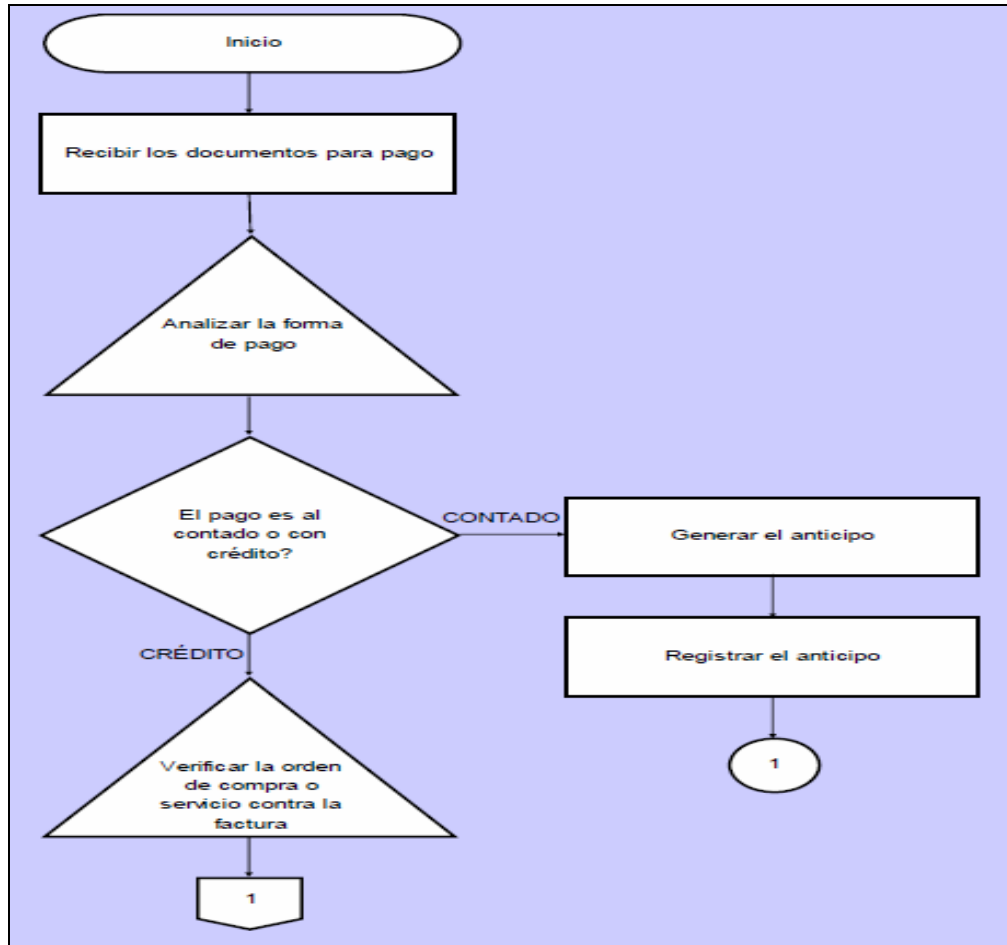 Inicio
Recibir los documentos para pago
Analizar la forma
de pago
El pago es al
contado o con
crédito?
CONTADO
Generar el anticipo
Registrar el anticipo
1
CRÉDITO
Verificar la orden
de compra o
servicio contra la
factura
1